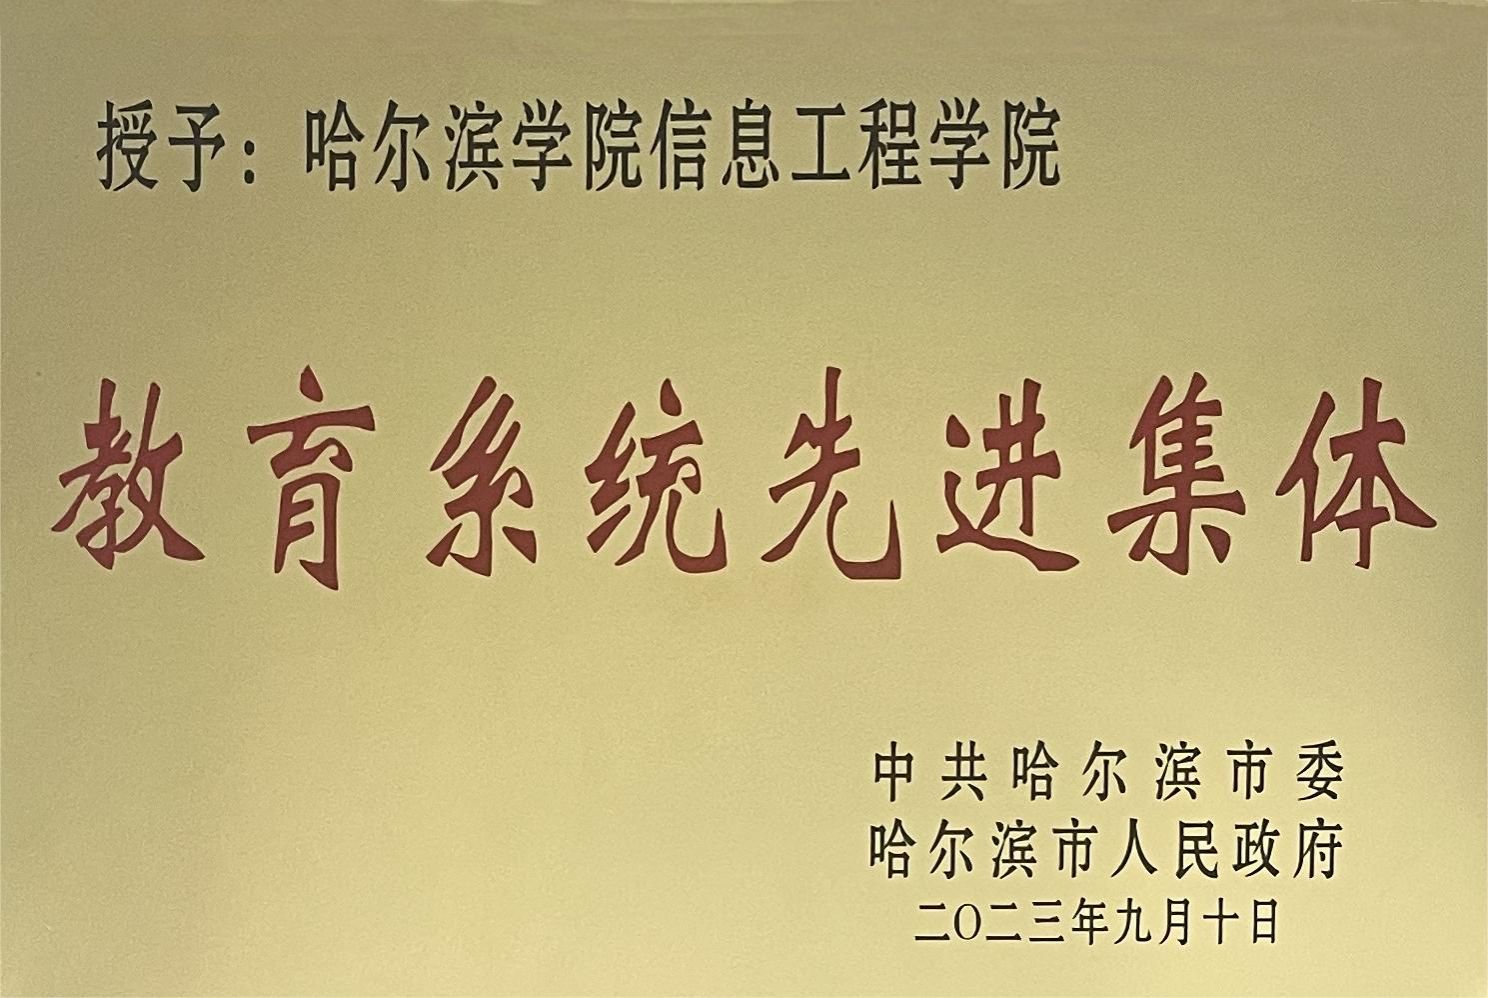 授予：哈尔滨学院信息工程学院
教育系统先进集体
中共哈尔滨市委
哈尔滨市人民政府
二〇二三年九月十日